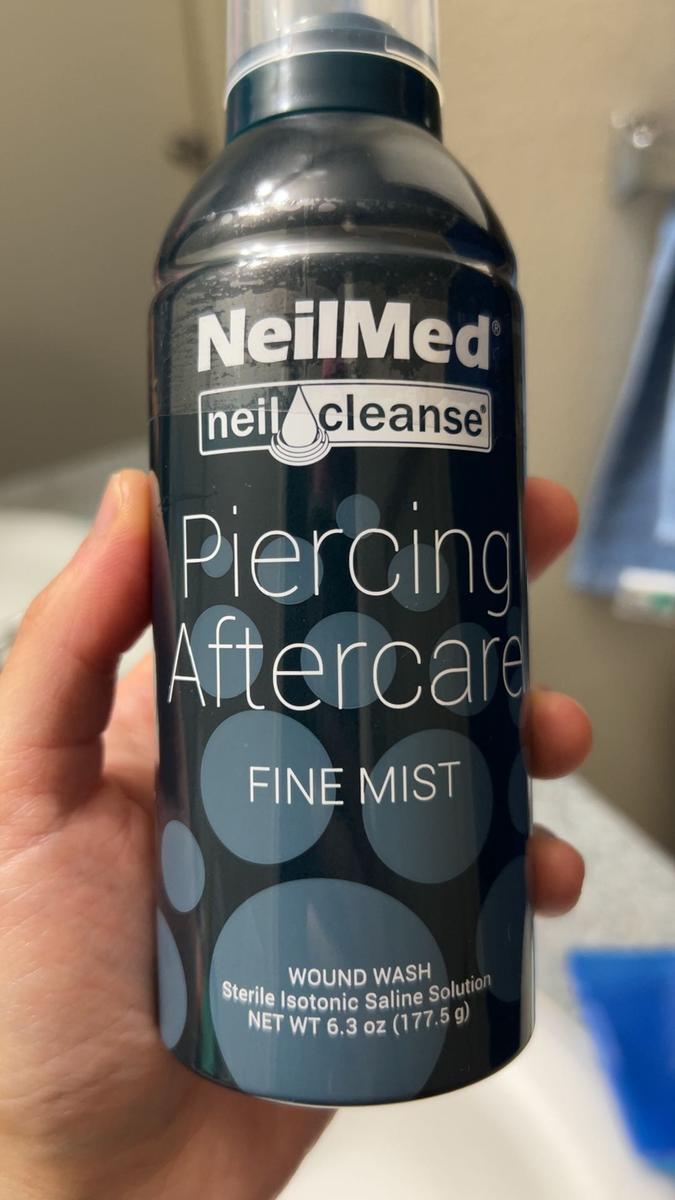 NeilMed®
neil cleanse®
Piercing
Aftercare
FINE MIST
WOUND WASH
Sterile Isotonic Saline Solution
NET WT 6.3 oz (177.5 g)